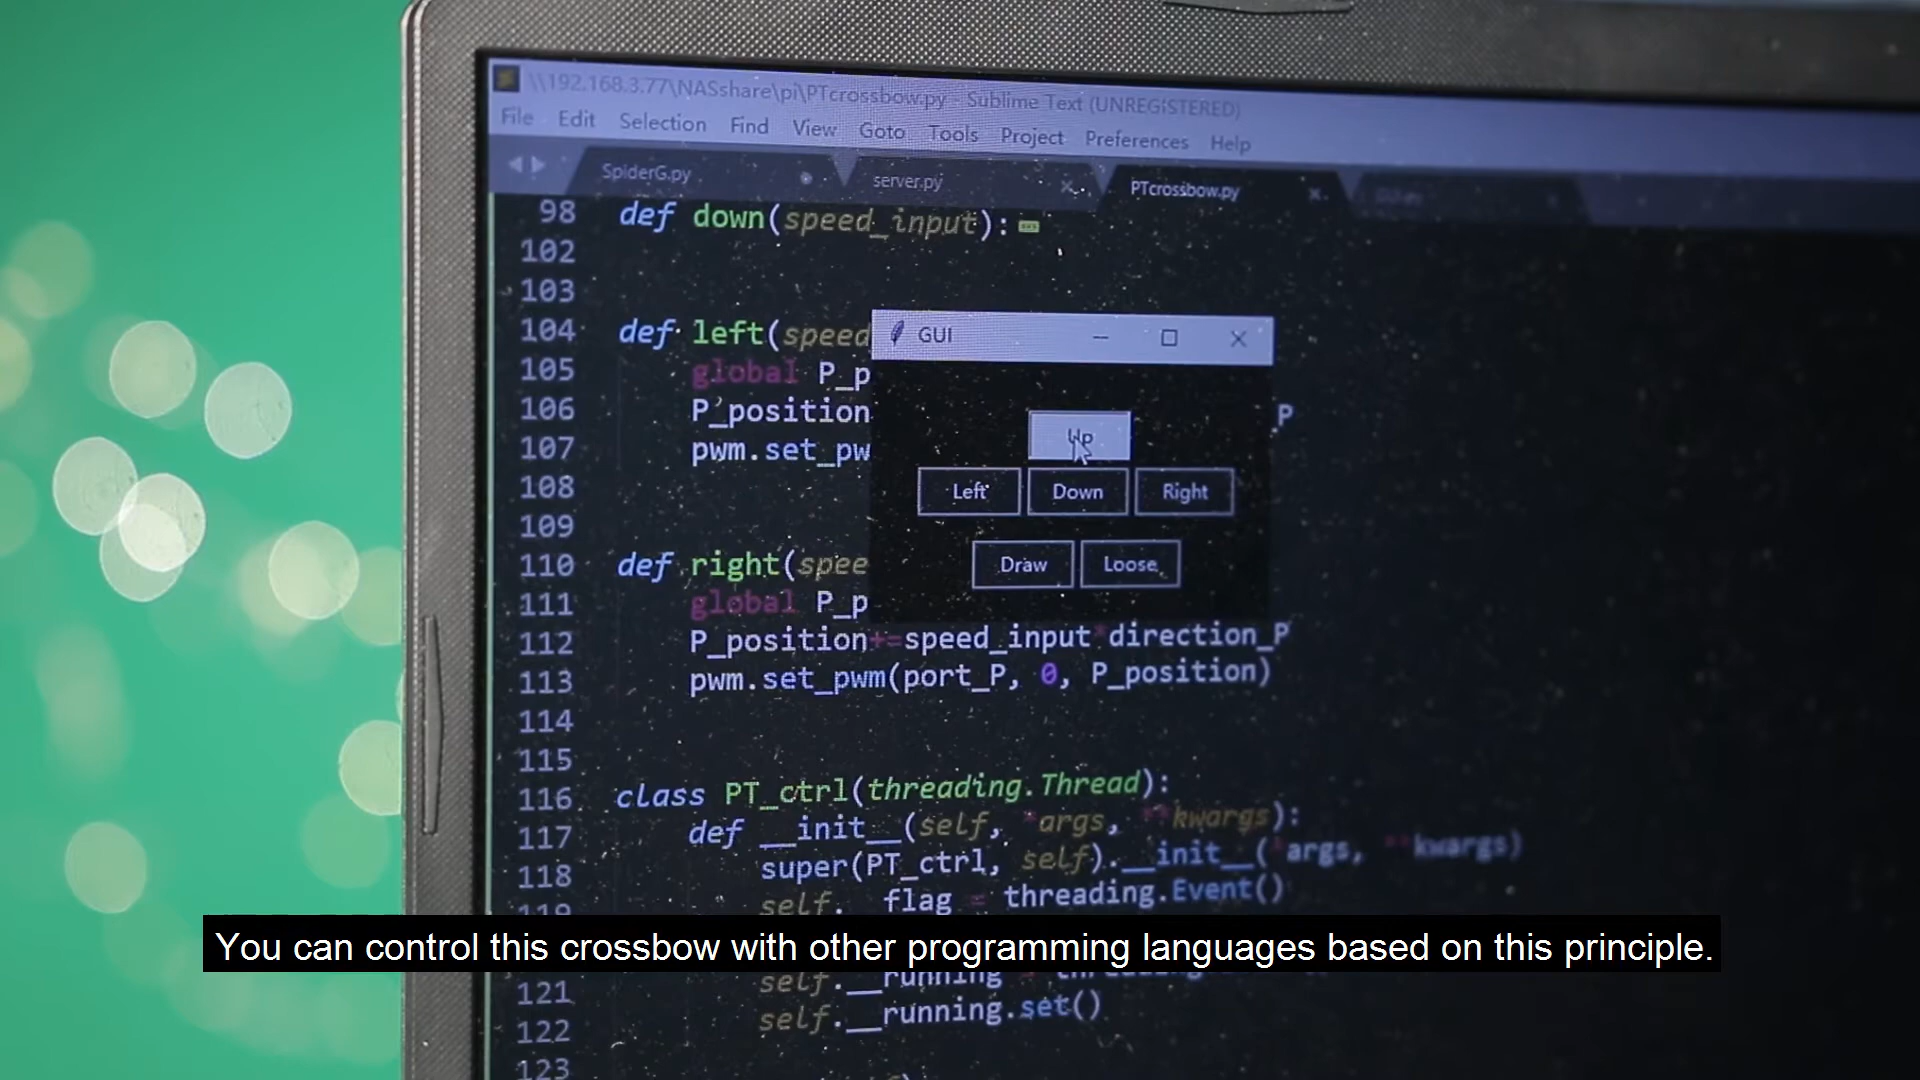 \\192.168.3.77\NASshare\pi\PTcrossbow.py - Sublime Text (UNREGISTERED)
File Edit Selection Find View Goto Tools Project Preferences Help
SpiderG.py server.py PTcrossbow.py
98 def down(speed_input):
102
103
104 def left(speed
105 global P_p
106 P_position P
107 pwm.set_pw
108
109
110 def right(spee
111 global P_p
112 P_position+=speed_input*direction_P
113 pwm.set_pwm(port_P, 0, P_position)
114
115
116 class PT_ctrl(threading.Thread):
117 def __init__(self, *args, **kwargs):
118 super(PT_ctrl, self).__init__(*args, **kwargs)
119 self.__flag = threading.Event()
121 self.__running =
122 self.__running.set()
123
GUI
Up
Left Down Right
Draw Loose
You can control this crossbow with other programming languages based on this principle.